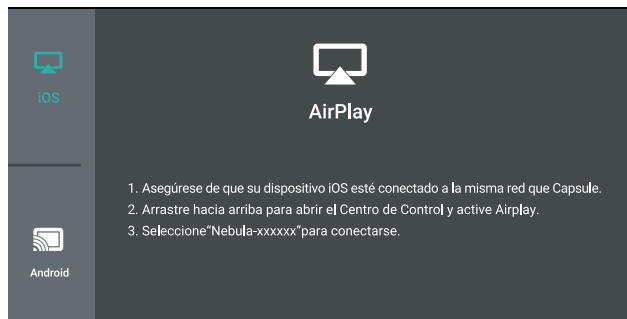 iOS
Android
AirPlay
1. Asegúrese de que su dispositivo iOS esté conectado a la misma red que Capsule.
2. Arrastre hacia arriba para abrir el Centro de Control y active Airplay.
3. Seleccione“Nebula-xxxxxx”para conectarse.